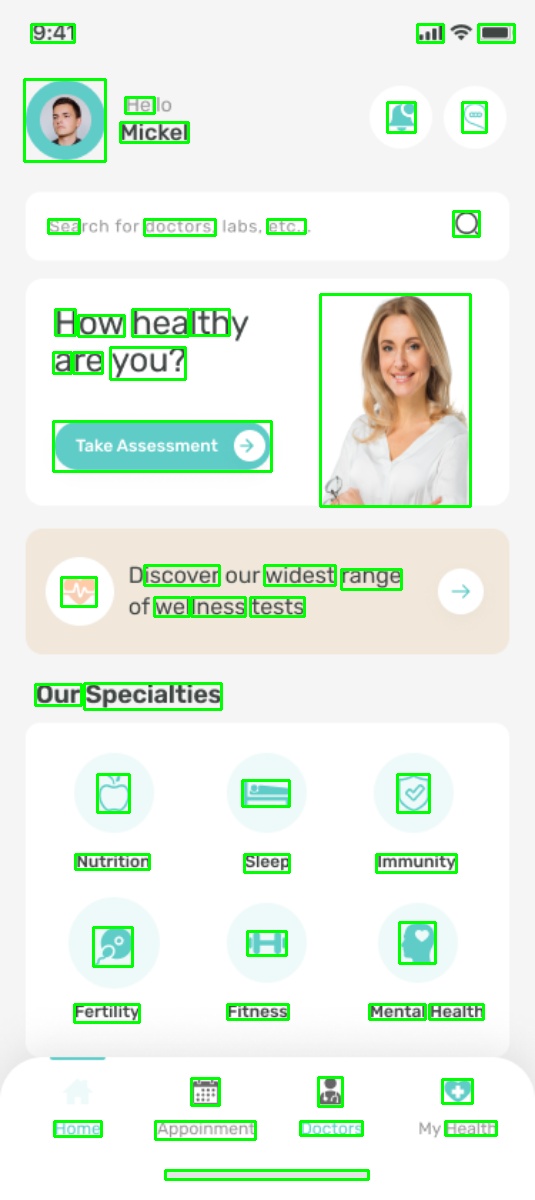 9:41
Hello
Mickel
Search for doctors, labs, etc...
How healthy
are you?
Take Assessment
Discover our widest range
of wellness tests
Our Specialties
Nutrition
Sleep
Immunity
Fertility
Fitness
Mental Health
Home
Appoinment
Doctors
My Health